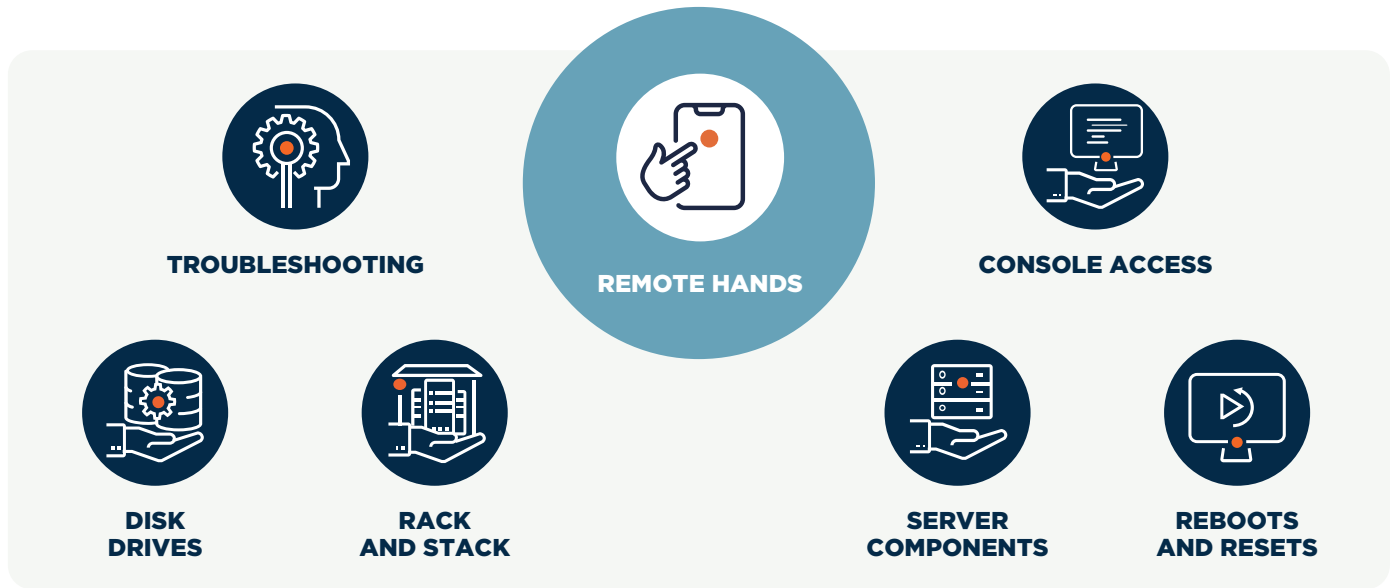 TROUBLESHOOTING
REMOTE HANDS
CONSOLE ACCESS
DISK
DRIVES
RACK
AND STACK
SERVER
COMPONENTS
REBOOTS
AND RESETS